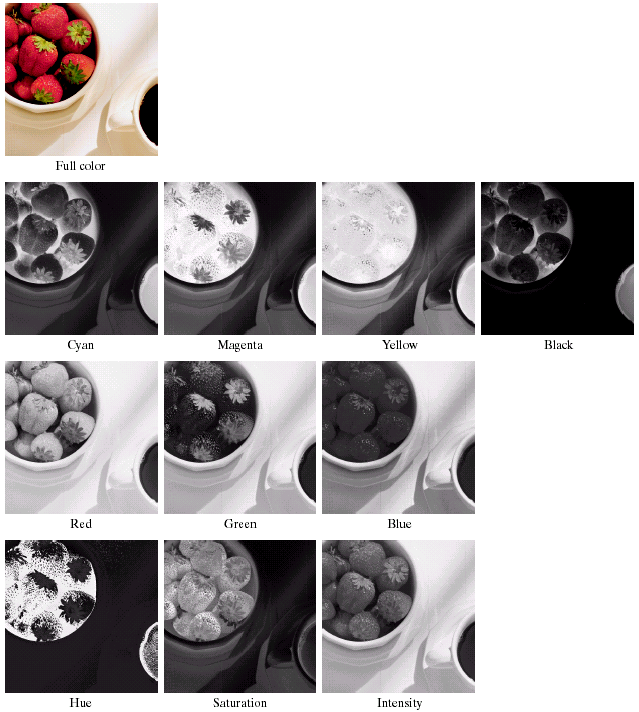 Full color
Cyan
Magenta
Yellow
Black
Red
Green
Blue
Hue
Saturation
Intensity